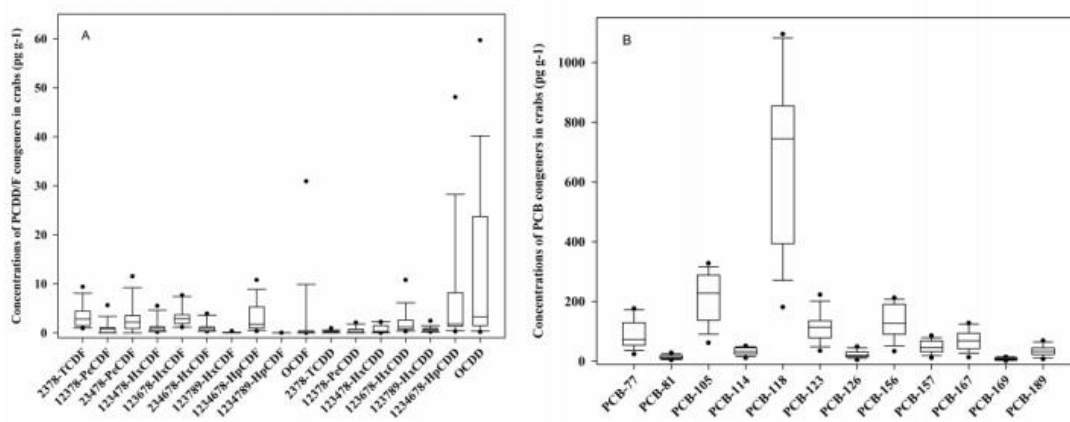 A
Concentrations of PCDD/F congeners in crabs (pg g-1)
60
50
40
30
20
10
0
2378-TCDF
12378-PeCDF
23478-PeCDF
123478-HxCDF
123678-HxCDF
234678-HxCDF
123789-HxCDF
1234678-HpCDF
1234789-HpCDF
OCDF
2378-TCDD
12378-PeCDD
123478-HxCDD
123678-HxCDD
123789-HxCDD
1234678-HpCDD
OCDD
B
Concentrations of PCB congeners in crabs (pg g-1)
1000
800
600
400
200
0
PCB-77
PCB-81
PCB-105
PCB-114
PCB-118
PCB-123
PCB-126
PCB-156
PCB-157
PCB-167
PCB-169
PCB-189